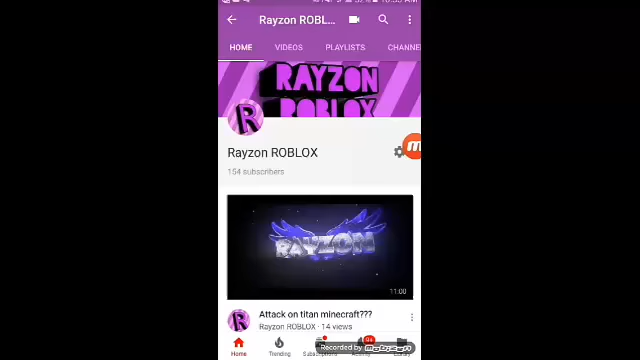 Rayzon ROBL...
HOME VIDEOS PLAYLISTS CHANNE
RAYZON
ROBLOX
R
Rayzon ROBLOX
154 subscribers
RAYZON
11:00
Attack on titan minecraft???
Rayzon ROBLOX · 14 views
9+
Home Trending
Recorded by